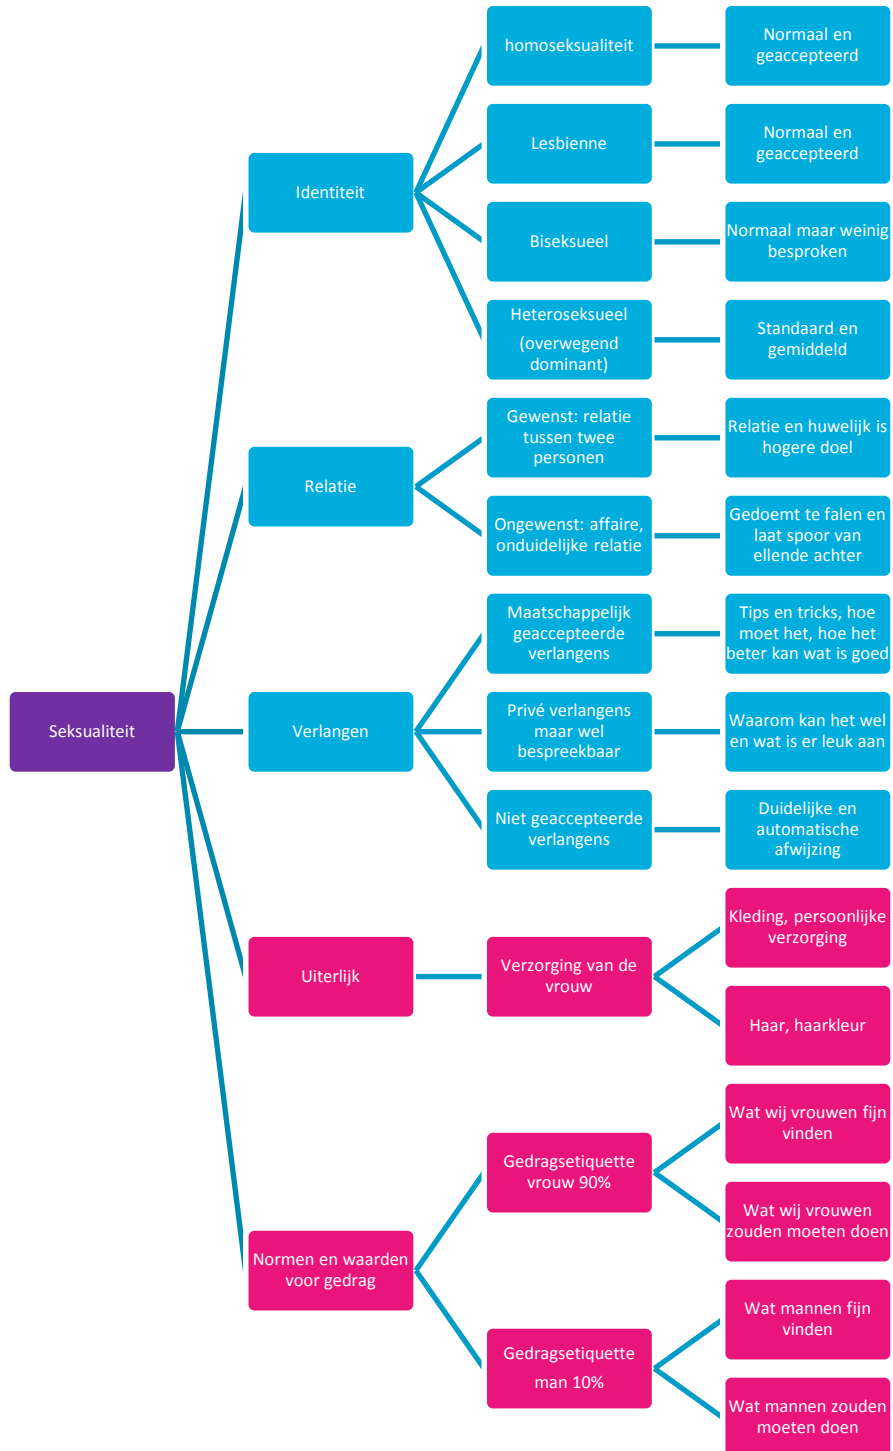 Seksualiteit
Identiteit
homoseksualiteit
Normaal en
geaccepteerd
Lesbienne
Normaal en
geaccepteerd
Biseksueel
Normaal maar weinig
besproken
Heteroseksueel
(overwegend
dominant)
Standaard en
gemiddeld
Relatie
Gewenst: relatie
tussen twee
personen
Relatie en huwelijk is
hogere doel
Ongewenst: affaire,
onduidelijke relatie
Gedoemt te falen en
laat spoor van
ellende achter
Verlangen
Maatschappelijk
geaccepteerde
verlangens
Tips en tricks, hoe
moet het, hoe het
beter kan wat is goed
Privé verlangens
maar wel
bespreekbaar
Waarom kan het wel
en wat is er leuk aan
Niet geaccepteerde
verlangens
Duidelijke en
automatische
afwijzing
Uiterlijk
Verzorging van de
vrouw
Kleding, persoonlijke
verzorging
Haar, haarkleur
Normen en waarden
voor gedrag
Gedragsetiquette
vrouw 90%
Wat wij vrouwen fijn
vinden
Wat wij vrouwen
zouden moeten doen
Gedragsetiquette
man 10%
Wat mannen fijn
vinden
Wat mannen zouden
moeten doen